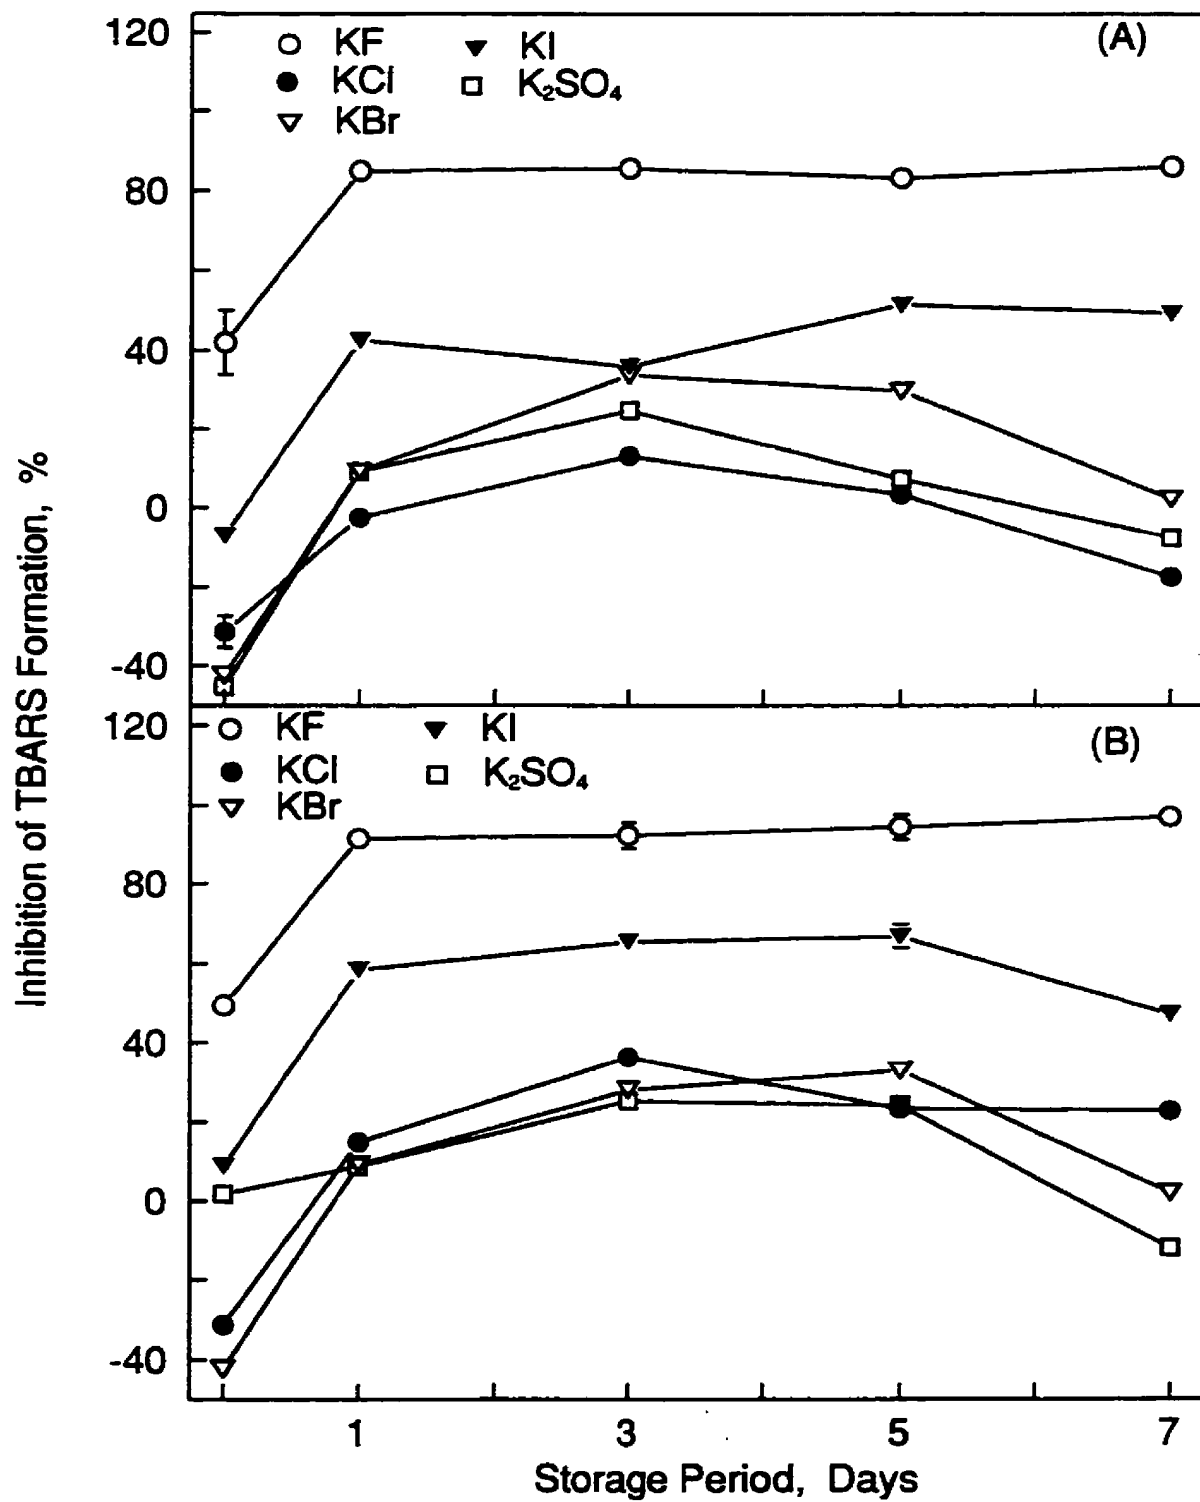 120
KF
KI
(A)
KCl
K₂SO₄
KBr
80
40
0
-40
Inhibition of TBARS Formation, %
120
KF
KI
(B)
KCl
K₂SO₄
KBr
80
40
0
-40
1 3 5 7
Storage Period, Days